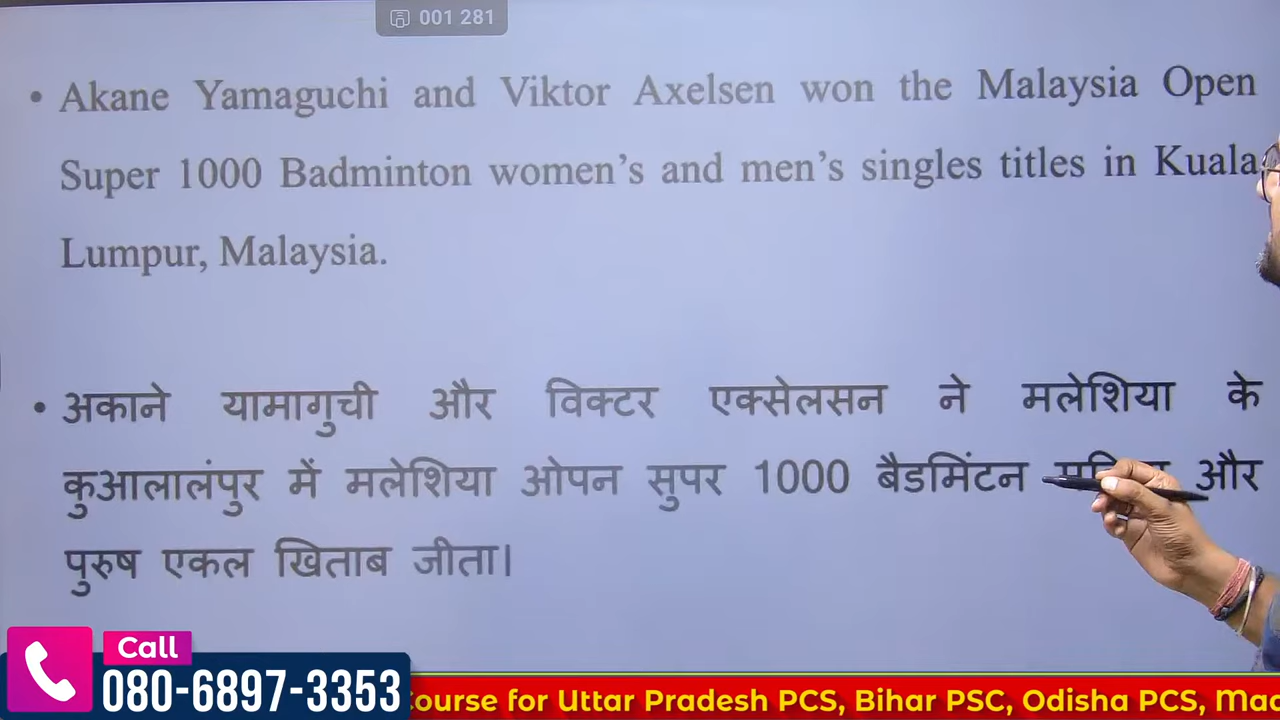 001 281
• Akane Yamaguchi and Viktor Axelsen won the Malaysia Open
Super 1000 Badminton women's and men's singles titles in Kuala
Lumpur, Malaysia.
• अकाने यामागुची और विक्टर एक्सेलसन ने मलेशिया के
कुआलालंपुर में मलेशिया ओपन सुपर 1000 बैडमिंटन और
पुरुष एकल खिताब जीता।
Call
080-6897-3353
ourse for Uttar Pradesh PCS, Bihar PSC, Odisha PCS,